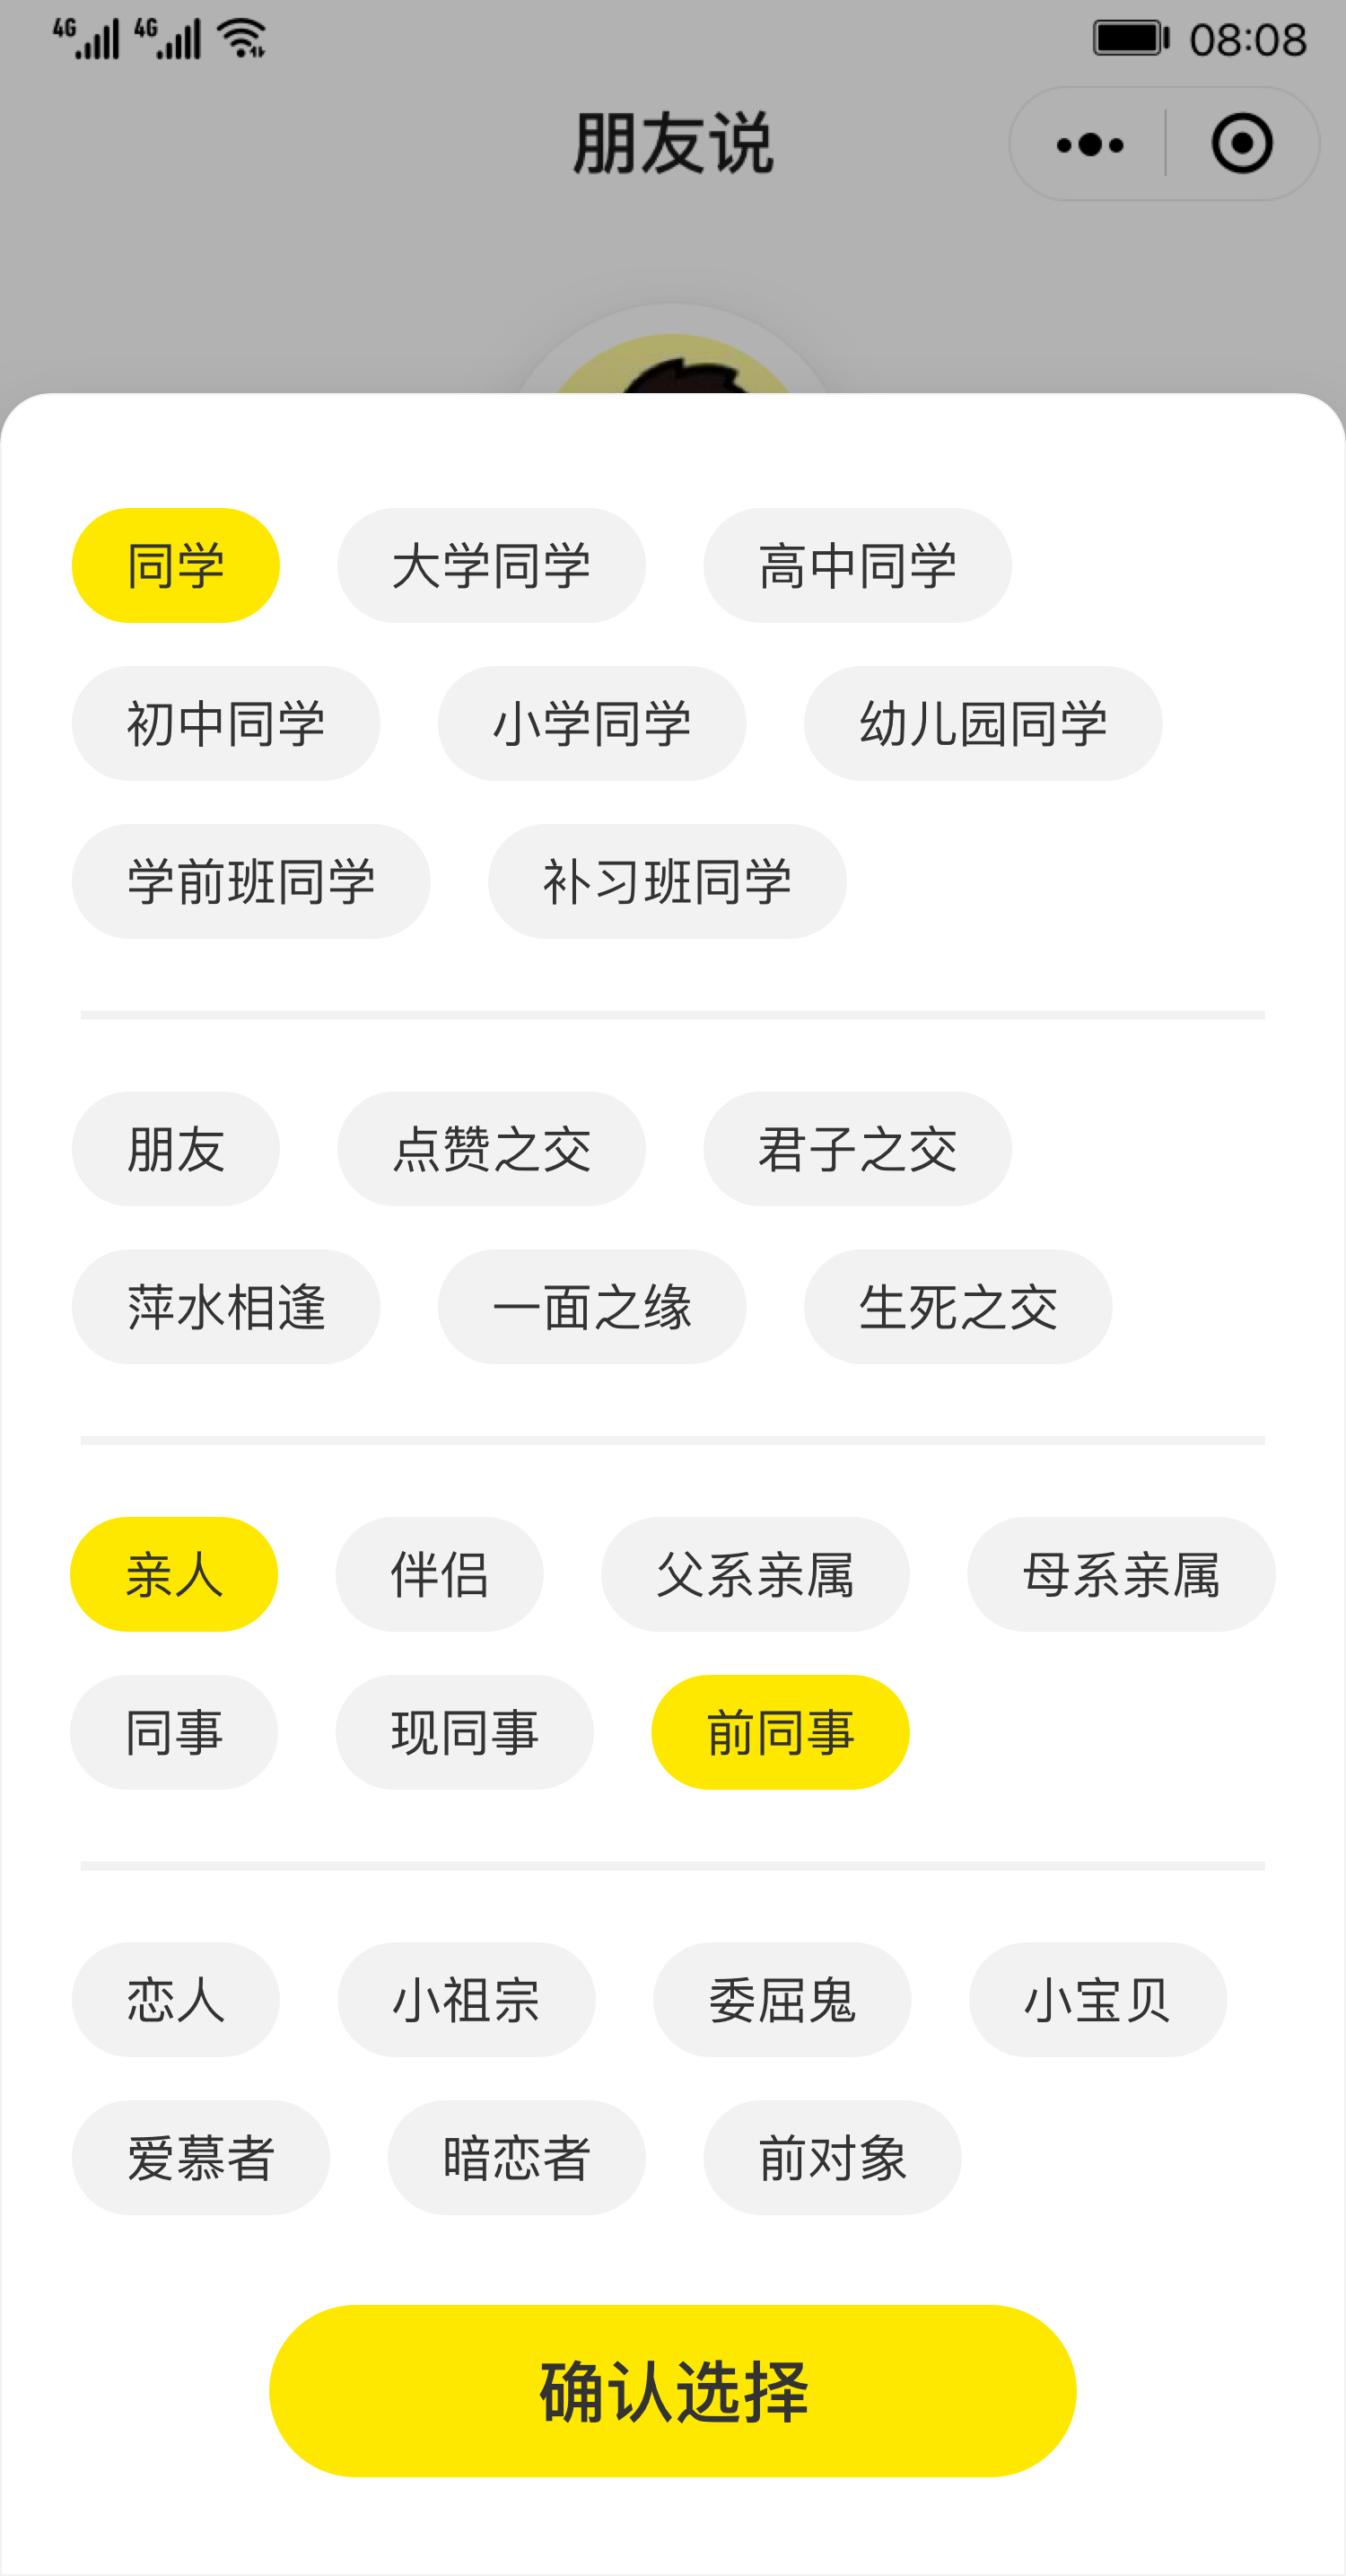 4G 4G 08:08
朋友说
同学 大学同学 高中同学
初中同学 小学同学 幼儿园同学
学前班同学 补习班同学
朋友 点赞之交 君子之交
萍水相逢 一面之缘 生死之交
亲人 伴侣 父系亲属 母系亲属
同事 现同事 前同事
恋人 小祖宗 委屈鬼 小宝贝
爱慕者 暗恋者 前对象
确认选择